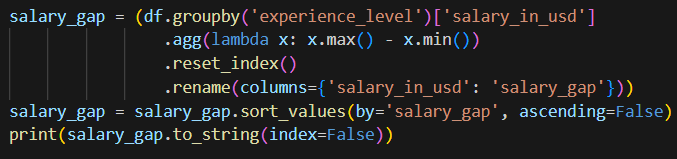 salary_gap = (df.groupby('experience_level')['salary_in_usd']
.agg(lambda x: x.max() - x.min())
.reset_index()
.rename(columns={'salary_in_usd': 'salary_gap'}))
salary_gap = salary_gap.sort_values(by='salary_gap', ascending=False)
print(salary_gap.to_string(index=False))